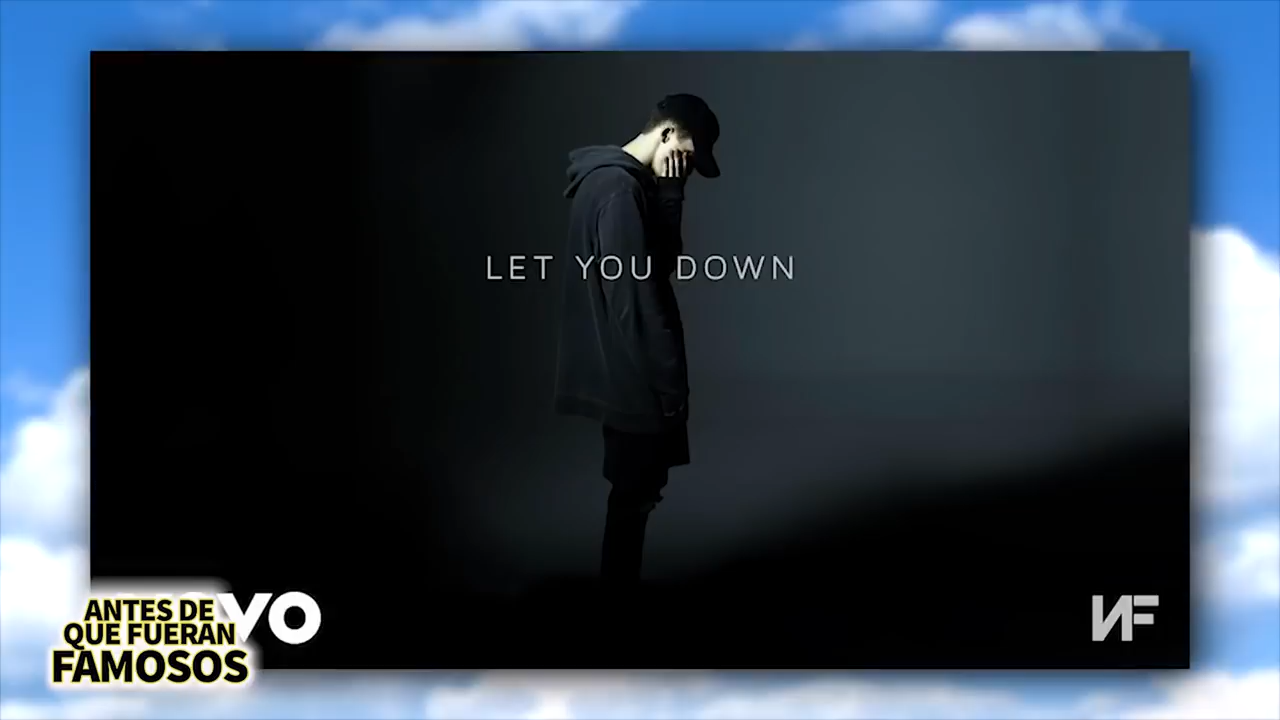 LET YOU DOWN
VO
NF
ANTES DE
QUE FUERAN
FAMOSOS